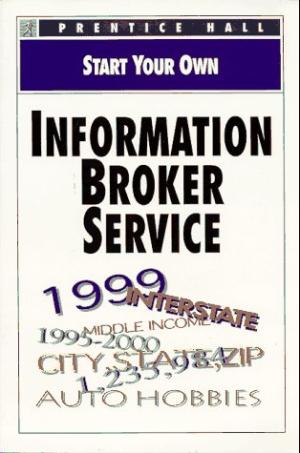 PRENTICE HALL
START YOUR OWN
INFORMATION
BROKER
SERVICE
1999
INTERSTATE
MIDDLE INCOME
1995-2000
CITY, STATE, ZIP
1,235,984
AUTO HOBBIES